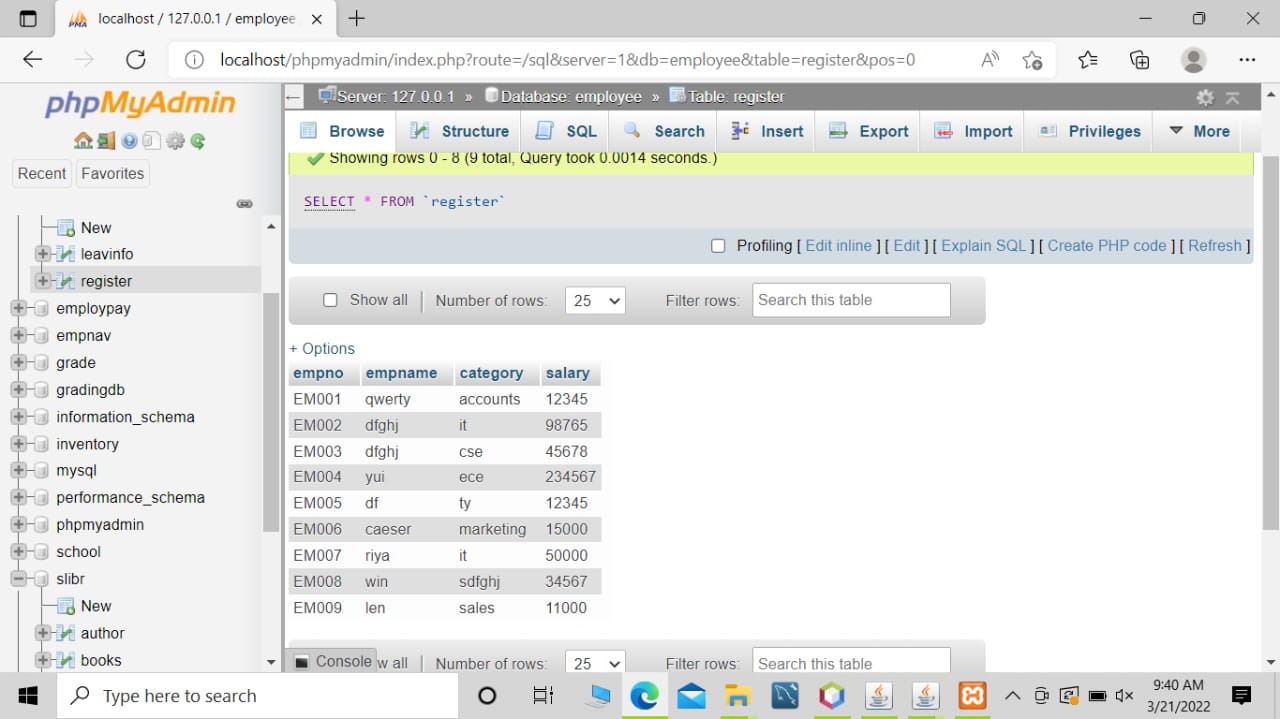 localhost / 127.0.0.1 / employee
localhost/phpmyadmin/index.php?route=/sql&server=1&db=employee&table=register&pos=0
phpMyAdmin
Recent Favorites
New
leavinfo
register
employpay
empnav
grade
gradingdb
information_schema
inventory
mysql
performance_schema
phpmyadmin
school
slibr
New
author
books
Server: 127.0.0.1 » Database: employee » Table: register
Browse Structure SQL Search Insert Export Import Privileges More
Showing rows 0 - 8 (9 total, Query took 0.0014 seconds.)
SELECT * FROM `register`
Profiling [ Edit inline ] [ Edit ] [ Explain SQL ] [ Create PHP code ] [ Refresh ]
Show all | Number of rows: 25 Filter rows: Search this table
+ Options
empno empname category salary
EM001 qwerty accounts 12345
EM002 dfghj it 98765
EM003 dfghj cse 45678
EM004 yui ece 234567
EM005 df ty 12345
EM006 caeser marketing 15000
EM007 riya it 50000
EM008 win sdfghj 34567
EM009 len sales 11000
Console w all | Number of rows: 25 Filter rows: Search this table
Type here to search
9:40 AM
3/21/2022